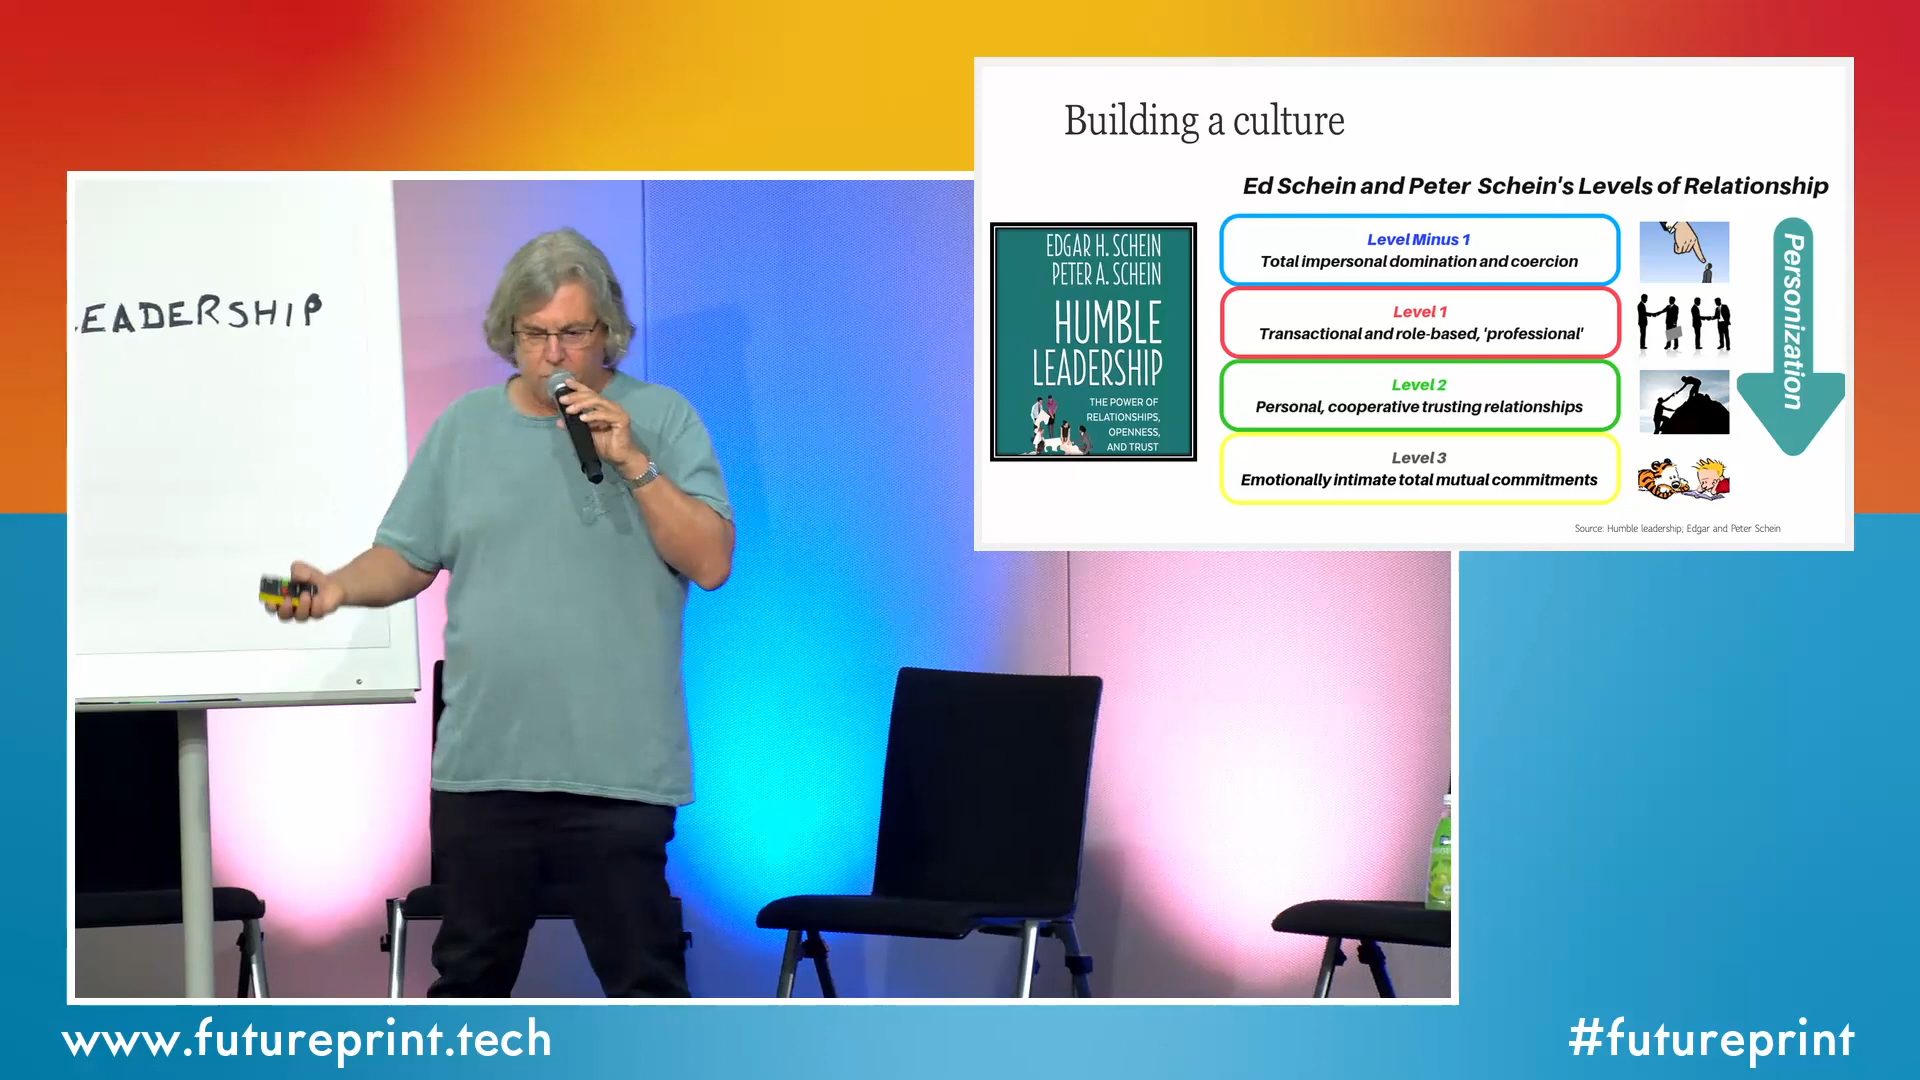 Building a culture
Ed Schein and Peter Schein's Levels of Relationship
EDGAR H. SCHEIN
PETER A. SCHEIN
HUMBLE
LEADERSHIP
THE POWER OF
RELATIONSHIPS,
OPENNESS,
AND TRUST
Level Minus 1
Total impersonal domination and coercion
Level 1
Transactional and role-based, 'professional'
Level 2
Personal, cooperative trusting relationships
Level 3
Emotionally intimate total mutual commitments
Personization
Source: Humble leadership; Edgar and Peter Schein
EADERSHIP
www.futureprint.tech
#futureprint